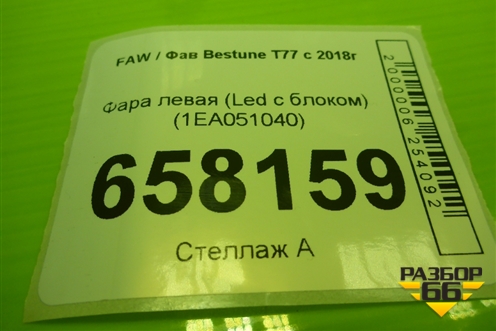 FAW / Фав Bestune T77 с 2018г
Фара левая (Led с блоком)
(1EA051040)
658159
Стеллаж А
2000006254092
РАЗБОР
66